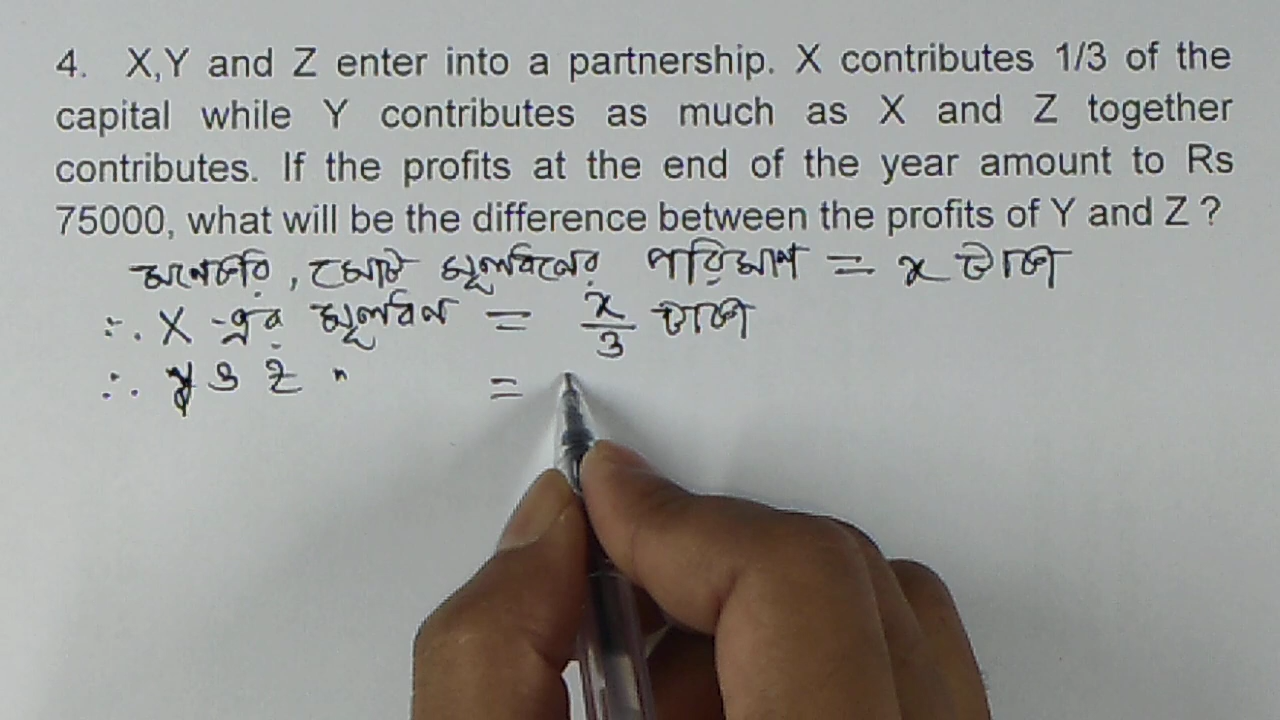 4. X,Y and Z enter into a partnership. X contributes 1/3 of the
capital while Y contributes as much as X and Z together
contributes. If the profits at the end of the year amount to Rs
75000, what will be the difference between the profits of Y and Z ?
মনেকরি, মোট মূলধনের পরিমাণ = x টাকা
∴ X -এর মূলধন = x/3 টাকা
∴ y ও z " =